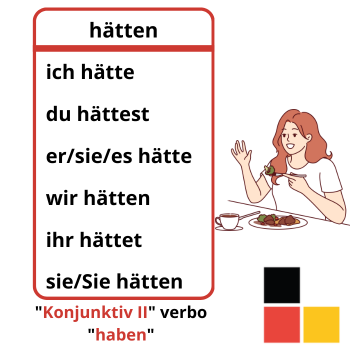 hätten
ich hätte
du hättest
er/sie/es hätte
wir hätten
ihr hättet
sie/Sie hätten
"Konjunktiv II" verbo
"haben"